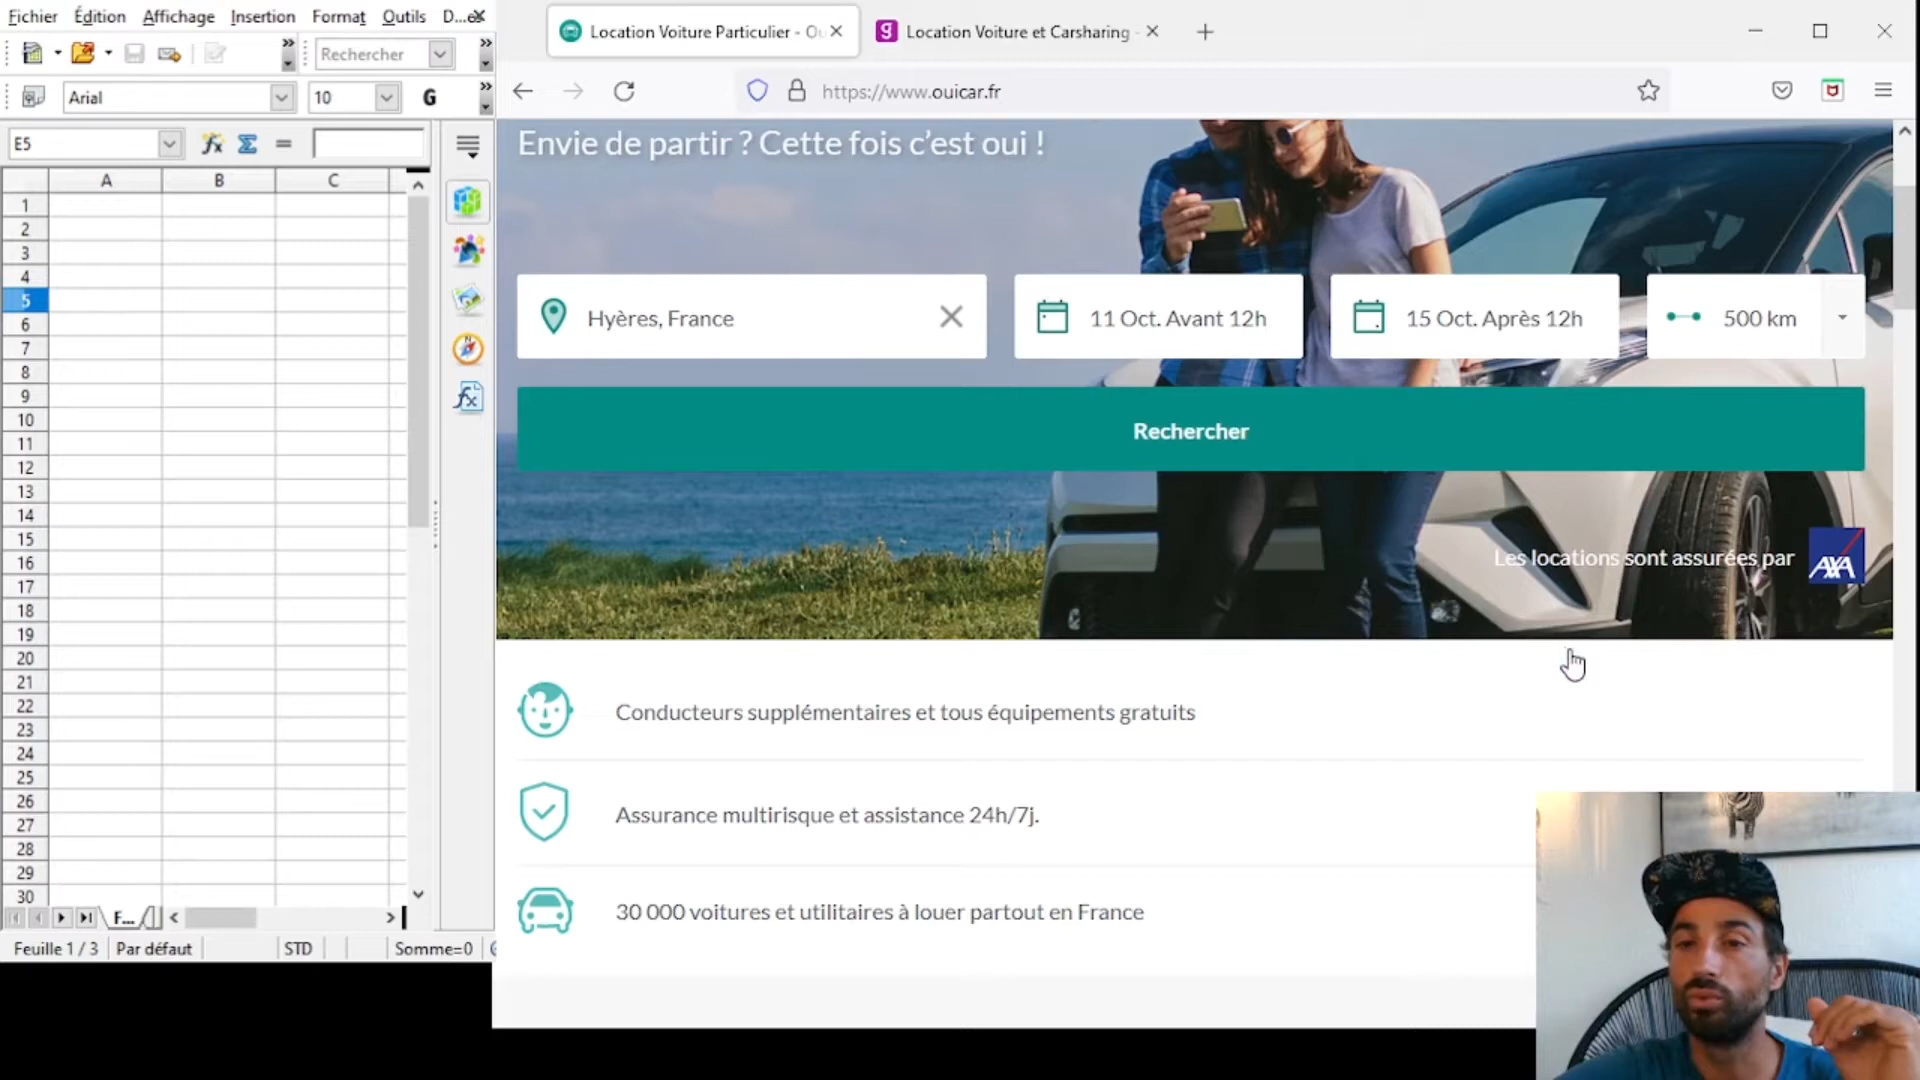 Fichier Édition Affichage Insertion Format Outils D...es
Rechercher
Arial 10 G
E5
A B C
1
2
3
4
5
6
7
8
9
10
11
12
13
14
15
16
17
18
19
20
21
22
23
24
25
26
27
28
29
30
F...
Feuille 1 / 3 Par défaut STD Somme=0
Location Voiture Particulier - Ou
Location Voiture et Carsharing -
https://www.ouicar.fr
Envie de partir ? Cette fois c’est oui !
Hyères, France
11 Oct. Avant 12h
15 Oct. Après 12h
500 km
Rechercher
Les locations sont assurées par AXA
Conducteurs supplémentaires et tous équipements gratuits
Assurance multirisque et assistance 24h/7j.
30 000 voitures et utilitaires à louer partout en France